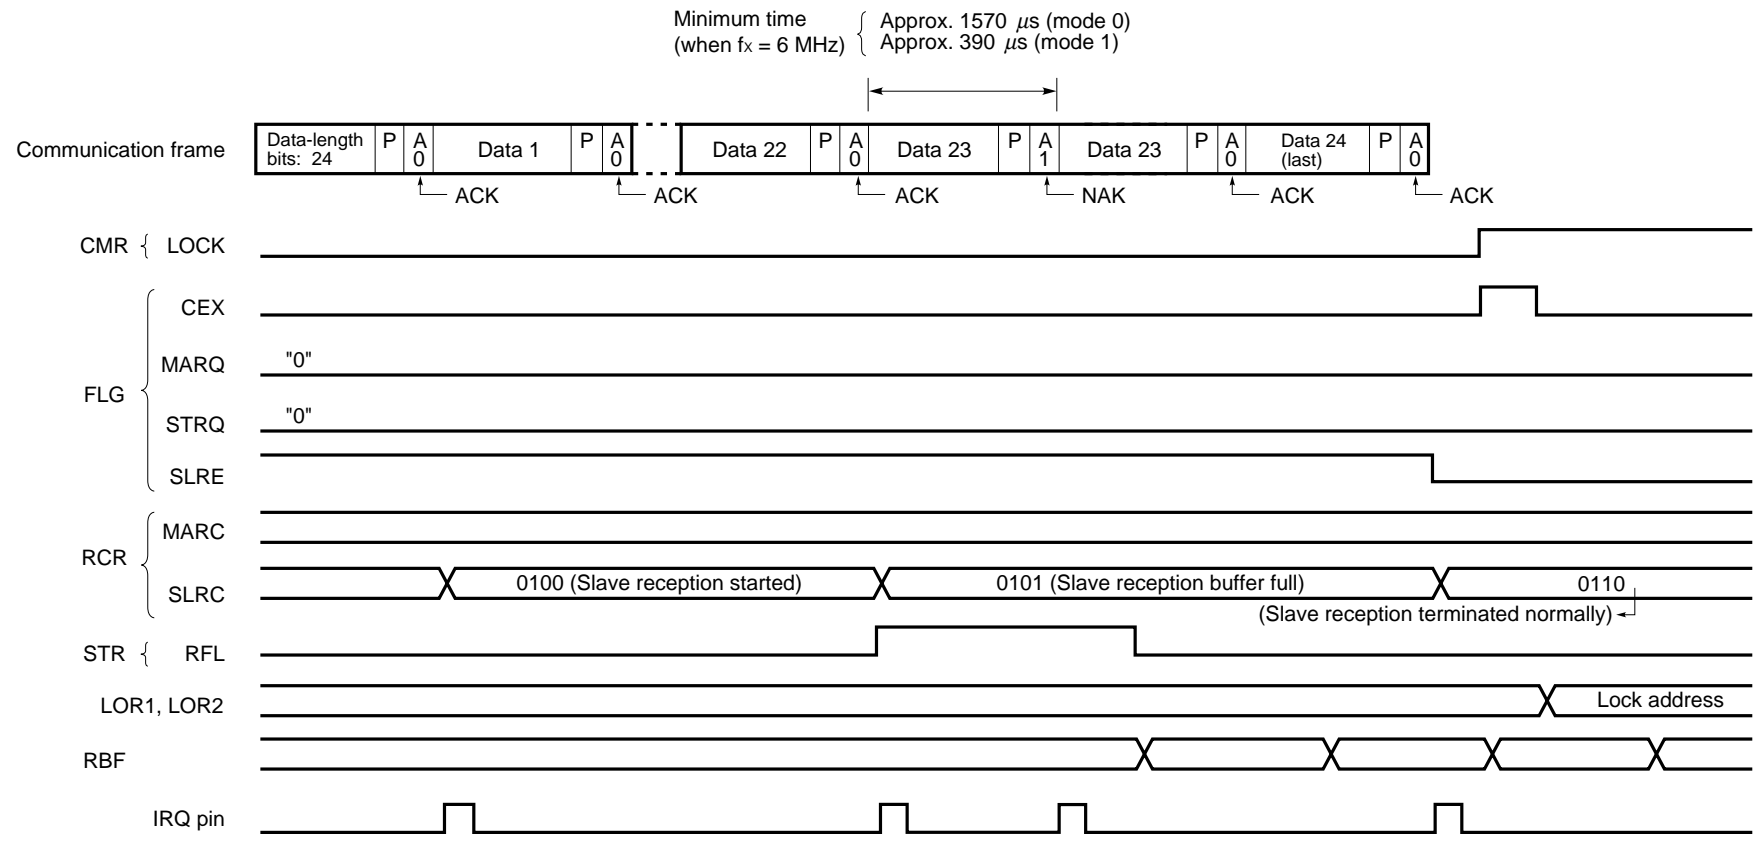 Minimum time
(when fx = 6 MHz)
Approx. 1570 μs (mode 0)
Approx. 390 μs (mode 1)
Communication frame
Data-length
bits: 24
P
A
0
Data 1
P
A
0
Data 22
P
A
0
Data 23
P
A
1
Data 23
P
A
0
Data 24
(last)
P
A
0
ACK
ACK
ACK
NAK
ACK
ACK
CMR { LOCK
FLG
CEX
MARQ
"0"
STRQ
"0"
SLRE
RCR
MARC
SLRC
0100 (Slave reception started)
0101 (Slave reception buffer full)
0110
(Slave reception terminated normally)
STR { RFL
LOR1, LOR2
Lock address
RBF
IRQ pin